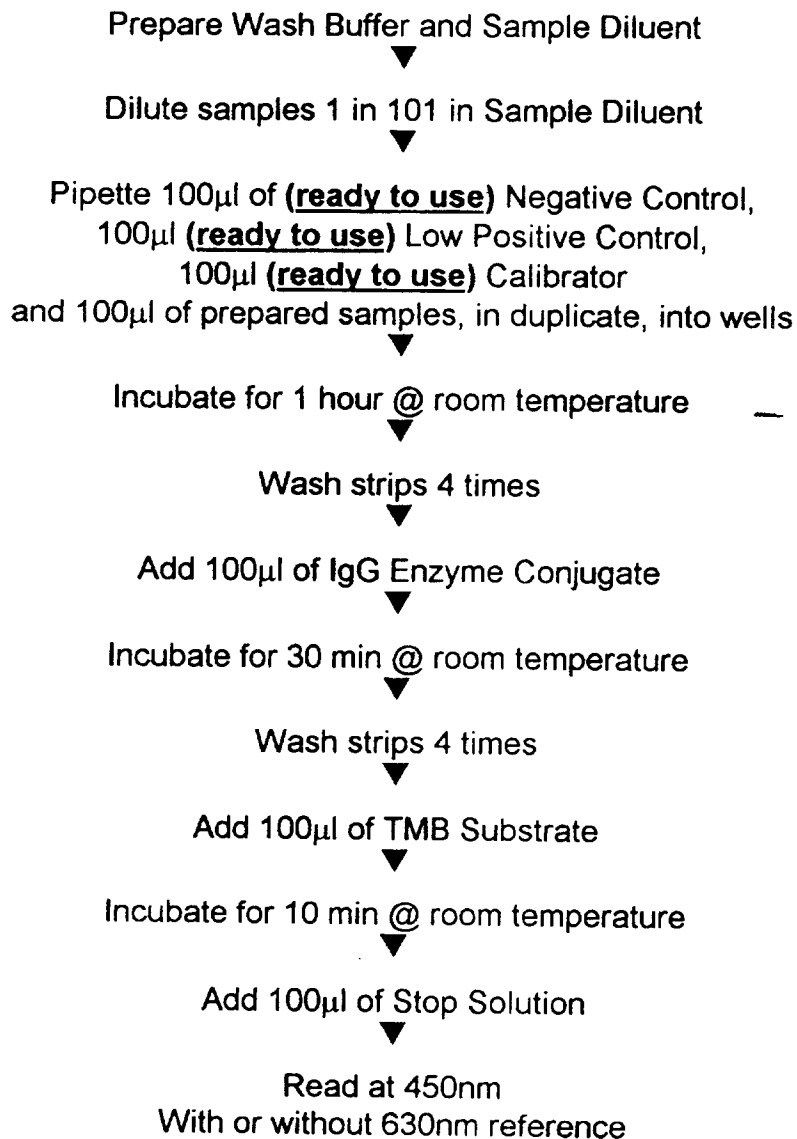 Prepare Wash Buffer and Sample Diluent
Dilute samples 1 in 101 in Sample Diluent
Pipette 100µl of (ready to use) Negative Control,
100µl (ready to use) Low Positive Control,
100µl (ready to use) Calibrator
and 100µl of prepared samples, in duplicate, into wells
Incubate for 1 hour @ room temperature
Wash strips 4 times
Add 100µl of IgG Enzyme Conjugate
Incubate for 30 min @ room temperature
Wash strips 4 times
Add 100µl of TMB Substrate
Incubate for 10 min @ room temperature
Add 100µl of Stop Solution
Read at 450nm
With or without 630nm reference